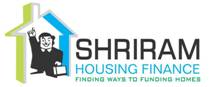 SHRIRAM
HOUSING FINANCE
FINDING WAYS TO FUNDING HOMES